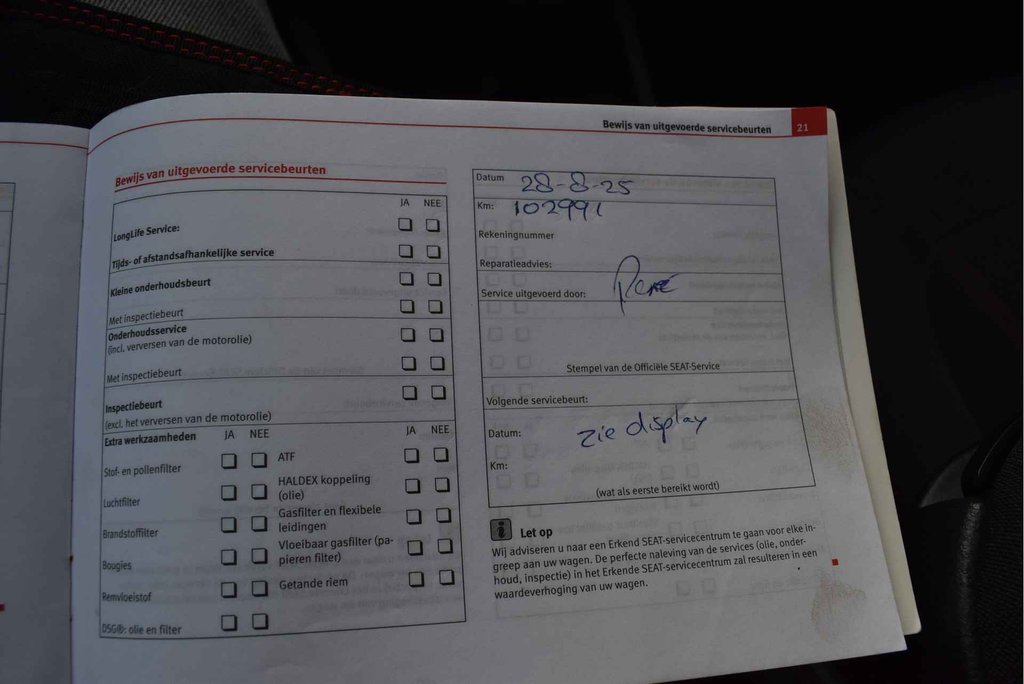 Bewijs van uitgevoerde servicebeurten 21
Bewijs van uitgevoerde servicebeurten
JA NEE
LongLife Service:
Tijds- of afstandsafhankelijke service
Kleine onderhoudsbeurt
Met inspectiebeurt
Onderhoudsservice
(incl. verversen van de motorolie)
Met inspectiebeurt
Inspectiebeurt
(excl. het verversen van de motorolie)
Extra werkzaamheden JA NEE JA NEE
Stof- en pollenfilter
Luchtfilter
Brandstoffilter
Bougies
Remvloeistof
DSG®: olie en filter
ATF
HALDEX koppeling
(olie)
Gasfilter en flexibele
leidingen
Vloeibaar gasfilter (pa-
pieren filter)
Getande riem
Datum 28-8-25
Km: 102991
Rekeningnummer
Reparatieadvies:
Service uitgevoerd door: René
Stempel van de Officiële SEAT-Service
Volgende servicebeurt:
Datum: zie display
Km:
(wat als eerste bereikt wordt)
i Let op
Wij adviseren u naar een Erkend SEAT-servicecentrum te gaan voor elke in-
greep aan uw wagen. De perfecte naleving van de services (olie, onder-
houd, inspectie) in het Erkende SEAT-servicecentrum zal resulteren in een
waardeverhoging van uw wagen.